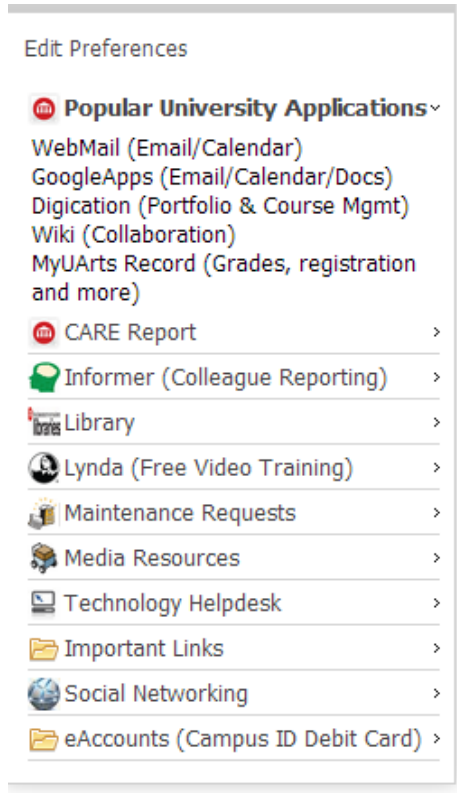 Edit Preferences
Popular University Applications
WebMail (Email/Calendar)
GoogleApps (Email/Calendar/Docs)
Digication (Portfolio & Course Mgmt)
Wiki (Collaboration)
MyUArts Record (Grades, registration
and more)
CARE Report
Informer (Colleague Reporting)
libraries Library
Lynda (Free Video Training)
Maintenance Requests
Media Resources
Technology Helpdesk
Important Links
Social Networking
eAccounts (Campus ID Debit Card)